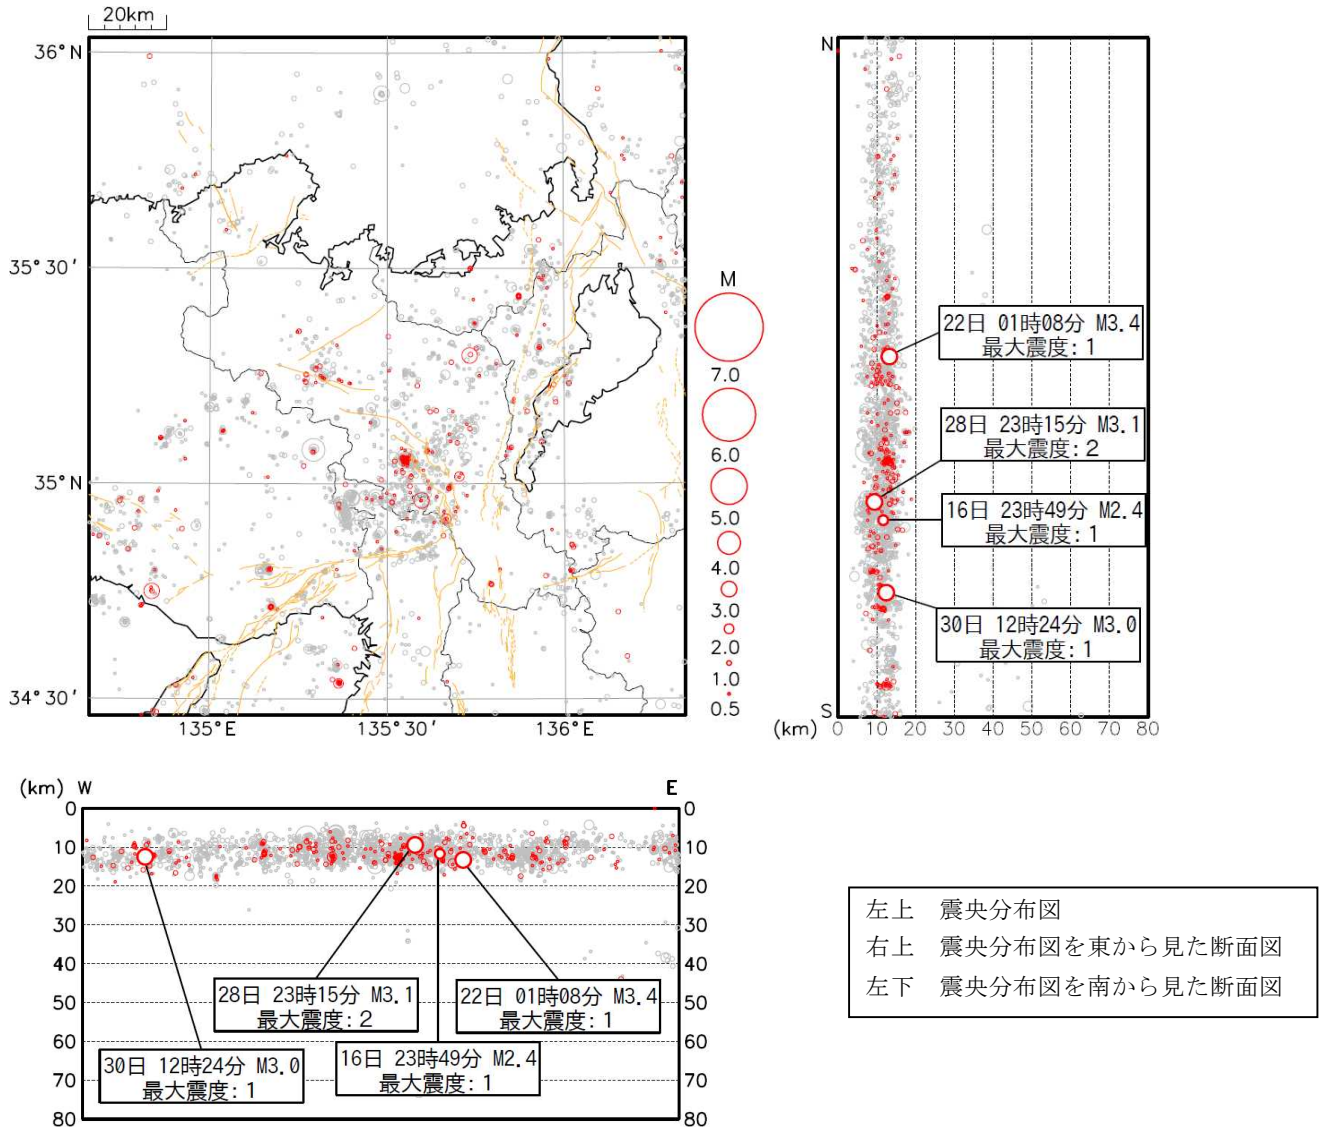 20km
36°N
35°30′
35°N
34°30′
135°E
135°30′
136°E
M
7.0
6.0
5.0
4.0
3.0
2.0
1.0
0.5
N
22日 01時08分 M3.4
最大震度:1
28日 23時15分 M3.1
最大震度:2
16日 23時49分 M2.4
最大震度:1
30日 12時24分 M3.0
最大震度:1
S
(km) 0 10 20 30 40 50 60 70 80
(km) W E
0 0
10 10
20 20
30 30
40 40
50 50
60 60
70 70
80 80
28日 23時15分 M3.1
最大震度:2
22日 01時08分 M3.4
最大震度:1
30日 12時24分 M3.0
最大震度:1
16日 23時49分 M2.4
最大震度:1
左上 震央分布図
右上 震央分布図を東から見た断面図
左下 震央分布図を南から見た断面図